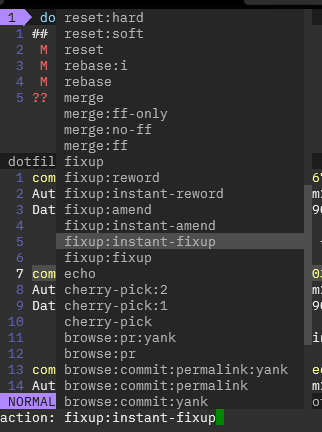 1 do reset:hard
1 ## reset:soft
2 M reset
3 M rebase:i
4 M rebase
5 ?? merge
merge:ff-only
merge:no-ff
merge:ff
dotfil fixup
1 com fixup:reword 6
2 Aut fixup:instant-reword m
3 Dat fixup:amend 90
4 fixup:instant-amend
5 fixup:instant-fixup
6 fixup:fixup
7 com echo 0
8 Aut cherry-pick:2 m
9 Dat cherry-pick:1 90
10 cherry-pick
11 browse:pr:yank in
12 browse:pr
13 com browse:commit:permalink:yank e
14 Aut browse:commit:permalink m
NORMAL browse:commit:yank ot
action: fixup:instant-fixup